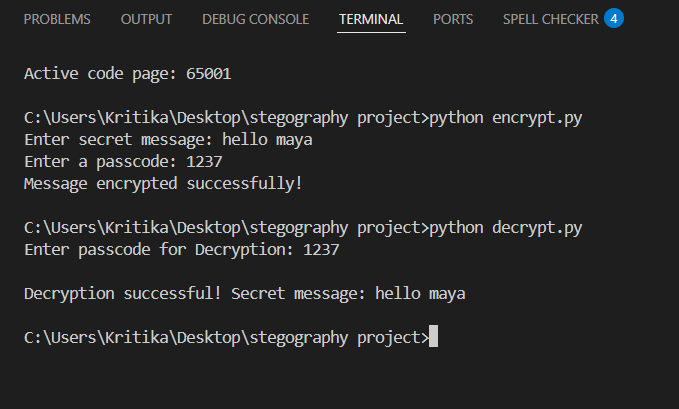 PROBLEMS OUTPUT DEBUG CONSOLE TERMINAL PORTS SPELL CHECKER 4
Active code page: 65001
C:\Users\Kritika\Desktop\stegography project>python encrypt.py
Enter secret message: hello maya
Enter a passcode: 1237
Message encrypted successfully!
C:\Users\Kritika\Desktop\stegography project>python decrypt.py
Enter passcode for Decryption: 1237
Decryption successful! Secret message: hello maya
C:\Users\Kritika\Desktop\stegography project>